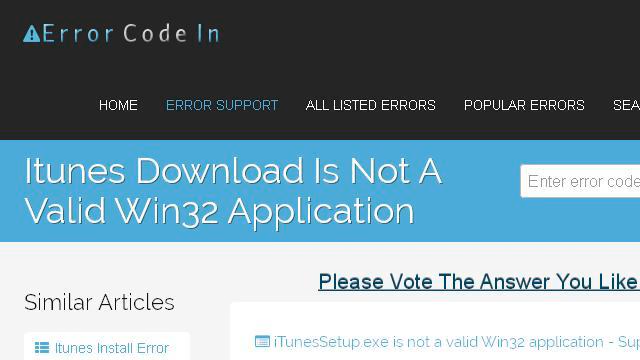 Error Code In
HOME ERROR SUPPORT ALL LISTED ERRORS POPULAR ERRORS SEA
Itunes Download Is Not A
Valid Win32 Application
Enter error code
Please Vote The Answer You Like
Similar Articles
Itunes Install Error
iTunesSetup.exe is not a valid Win32 application - Sup